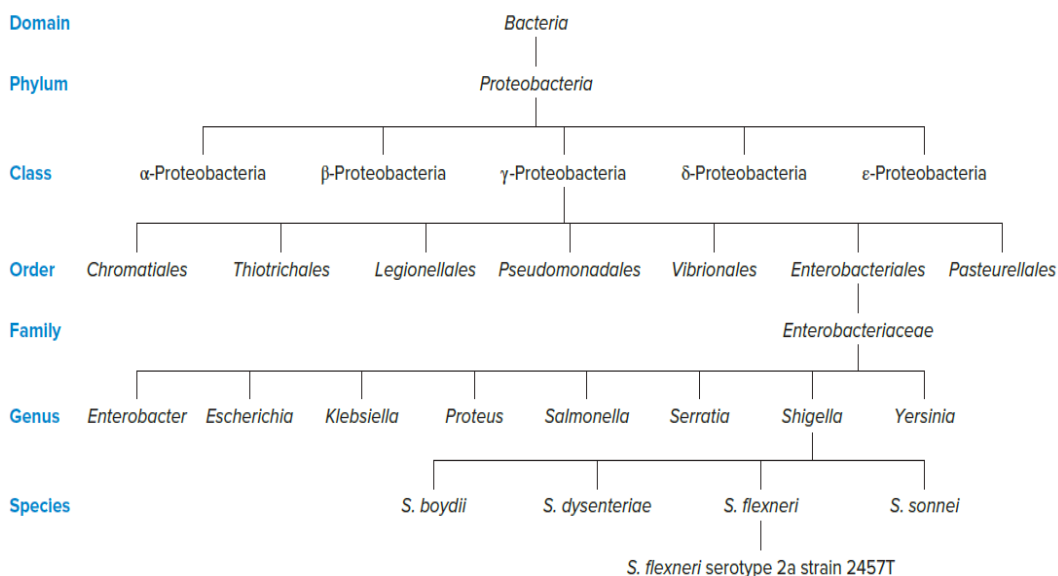 Domain Bacteria
Phylum Proteobacteria
Class α-Proteobacteria β-Proteobacteria γ-Proteobacteria δ-Proteobacteria ε-Proteobacteria
Order Chromatiales Thiotrichales Legionellales Pseudomonadales Vibrionales Enterobacteriales Pasteurellales
Family Enterobacteriaceae
Genus Enterobacter Escherichia Klebsiella Proteus Salmonella Serratia Shigella Yersinia
Species S. boydii S. dysenteriae S. flexneri S. sonnei
S. flexneri serotype 2a strain 2457T